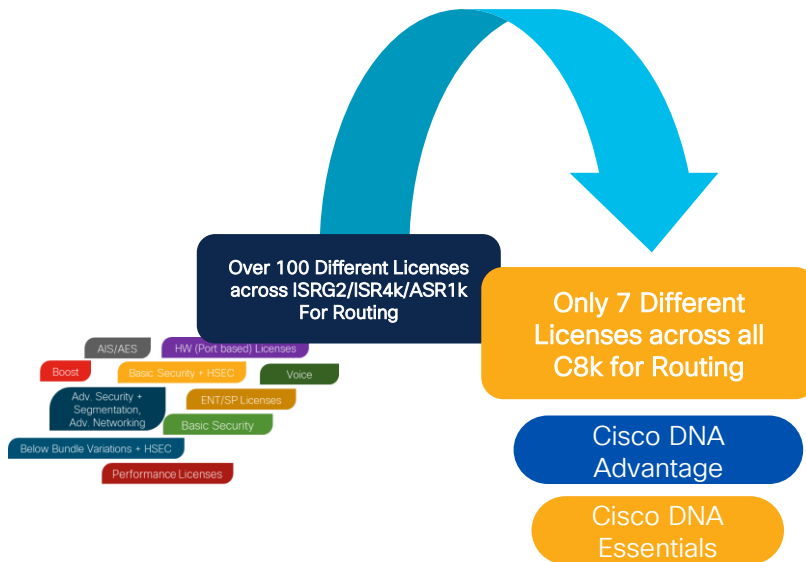 Over 100 Different Licenses
across ISRG2/ISR4k/ASR1k
For Routing
Only 7 Different
Licenses across all
C8k for Routing
AIS/AES
HW (Port based) Licenses
Boost
Basic Security + HSEC
Voice
Adv. Security +
Segmentation,
Adv. Networking
ENT/SP Licenses
Basic Security
Below Bundle Variations + HSEC
Performance Licenses
Cisco DNA
Advantage
Cisco DNA
Essentials